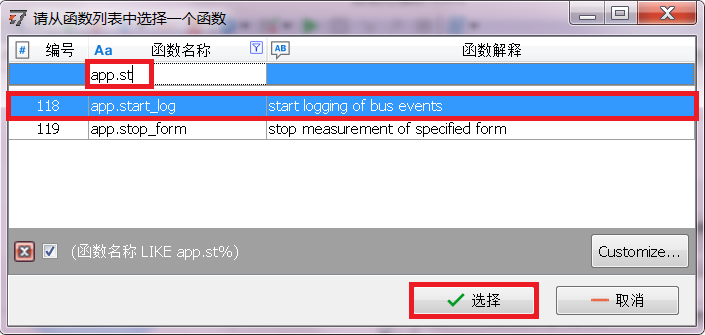 请从函数列表中选择一个函数
# 编号 Aa 函数名称 AB 函数解释
app.st
118 app.start_log start logging of bus events
119 app.stop_form stop measurement of specified form
(函数名称 LIKE app.st%) Customize...
选择 取消